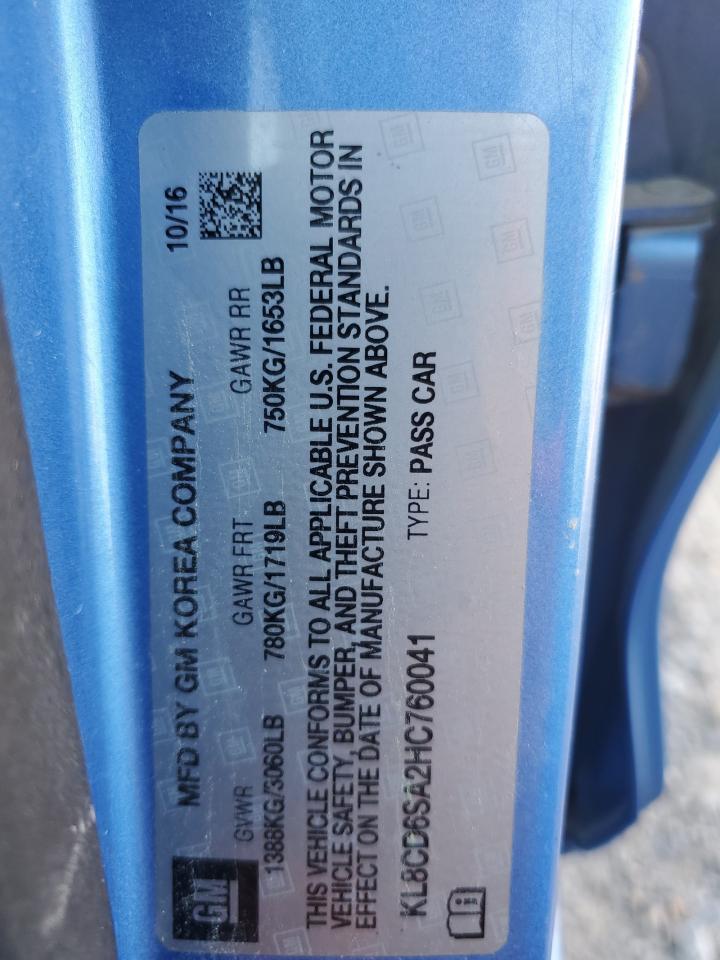 GM
MFD BY GM KOREA COMPANY 10/16
GVWR GAWR FRT GAWR RR
1388KG/3060LB 780KG/1719LB 750KG/1653LB
THIS VEHICLE CONFORMS TO ALL APPLICABLE U.S. FEDERAL MOTOR
VEHICLE SAFETY, BUMPER, AND THEFT PREVENTION STANDARDS IN
EFFECT ON THE DATE OF MANUFACTURE SHOWN ABOVE.
KL8CD6SA2HC760041 TYPE: PASS CAR